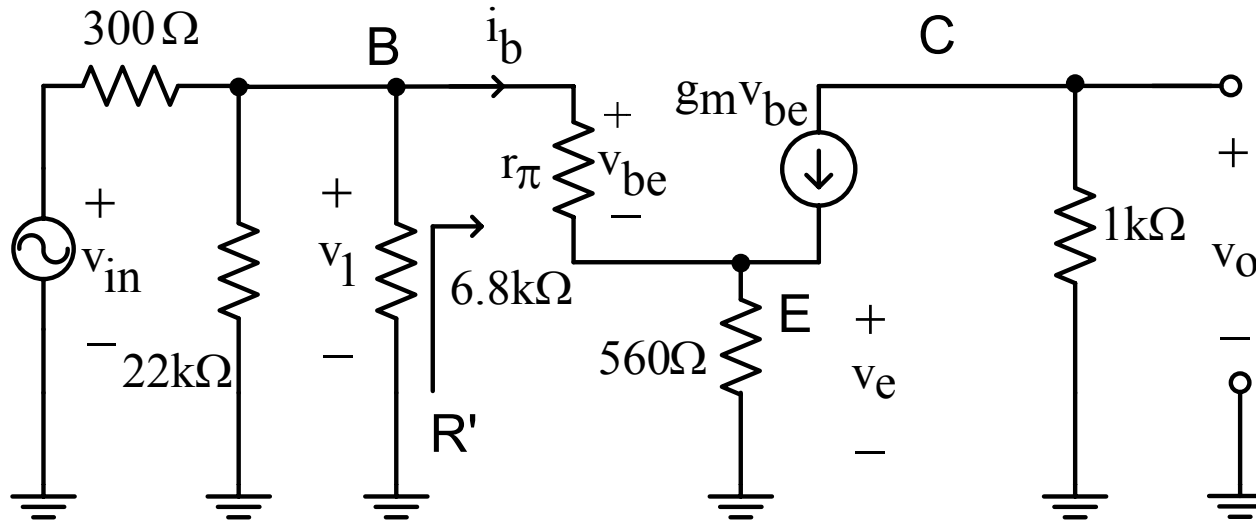 300Ω
B
i_b
C
g_m v_be
+
v_in
−
22kΩ
+
v_1
−
R'
6.8kΩ
r_π
+
v_be
−
E
560Ω
+
v_e
−
1kΩ
+
v_o
−